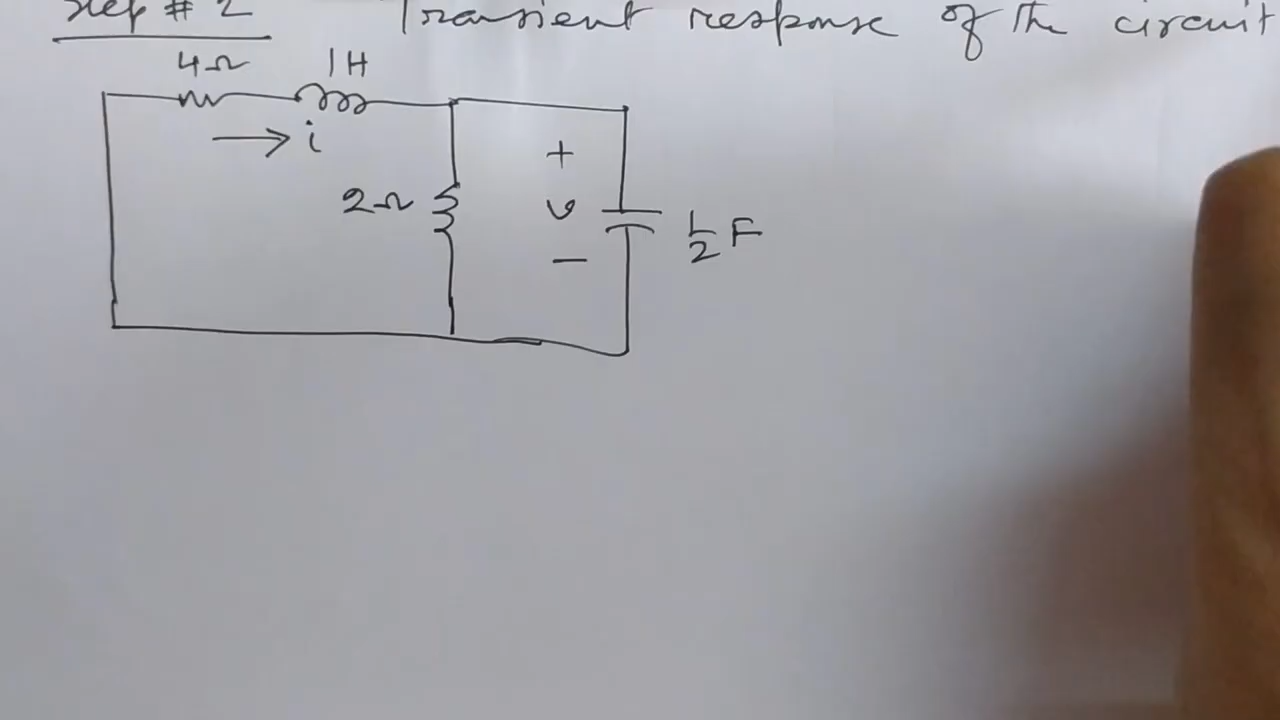 Step # 2 Transient response of the circuit
4Ω 1H
i
+
2Ω v 1/2 F
−